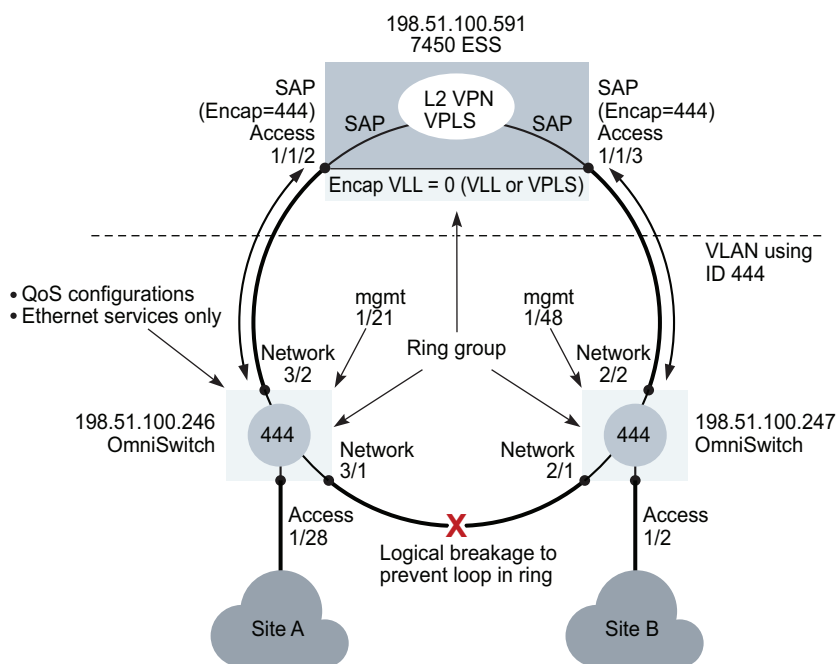 198.51.100.591
7450 ESS
SAP
(Encap=444)
Access
1/1/2
SAP
L2 VPN
VPLS
SAP
SAP
(Encap=444)
Access
1/1/3
Encap VLL = 0 (VLL or VPLS)
VLAN using
ID 444
• QoS configurations
• Ethernet services only
mgmt
1/21
mgmt
1/48
Ring group
Network
3/2
Network
2/2
198.51.100.246
OmniSwitch
444
444
198.51.100.247
OmniSwitch
Network
3/1
Network
2/1
Access
1/28
X
Logical breakage to
prevent loop in ring
Access
1/2
Site A
Site B